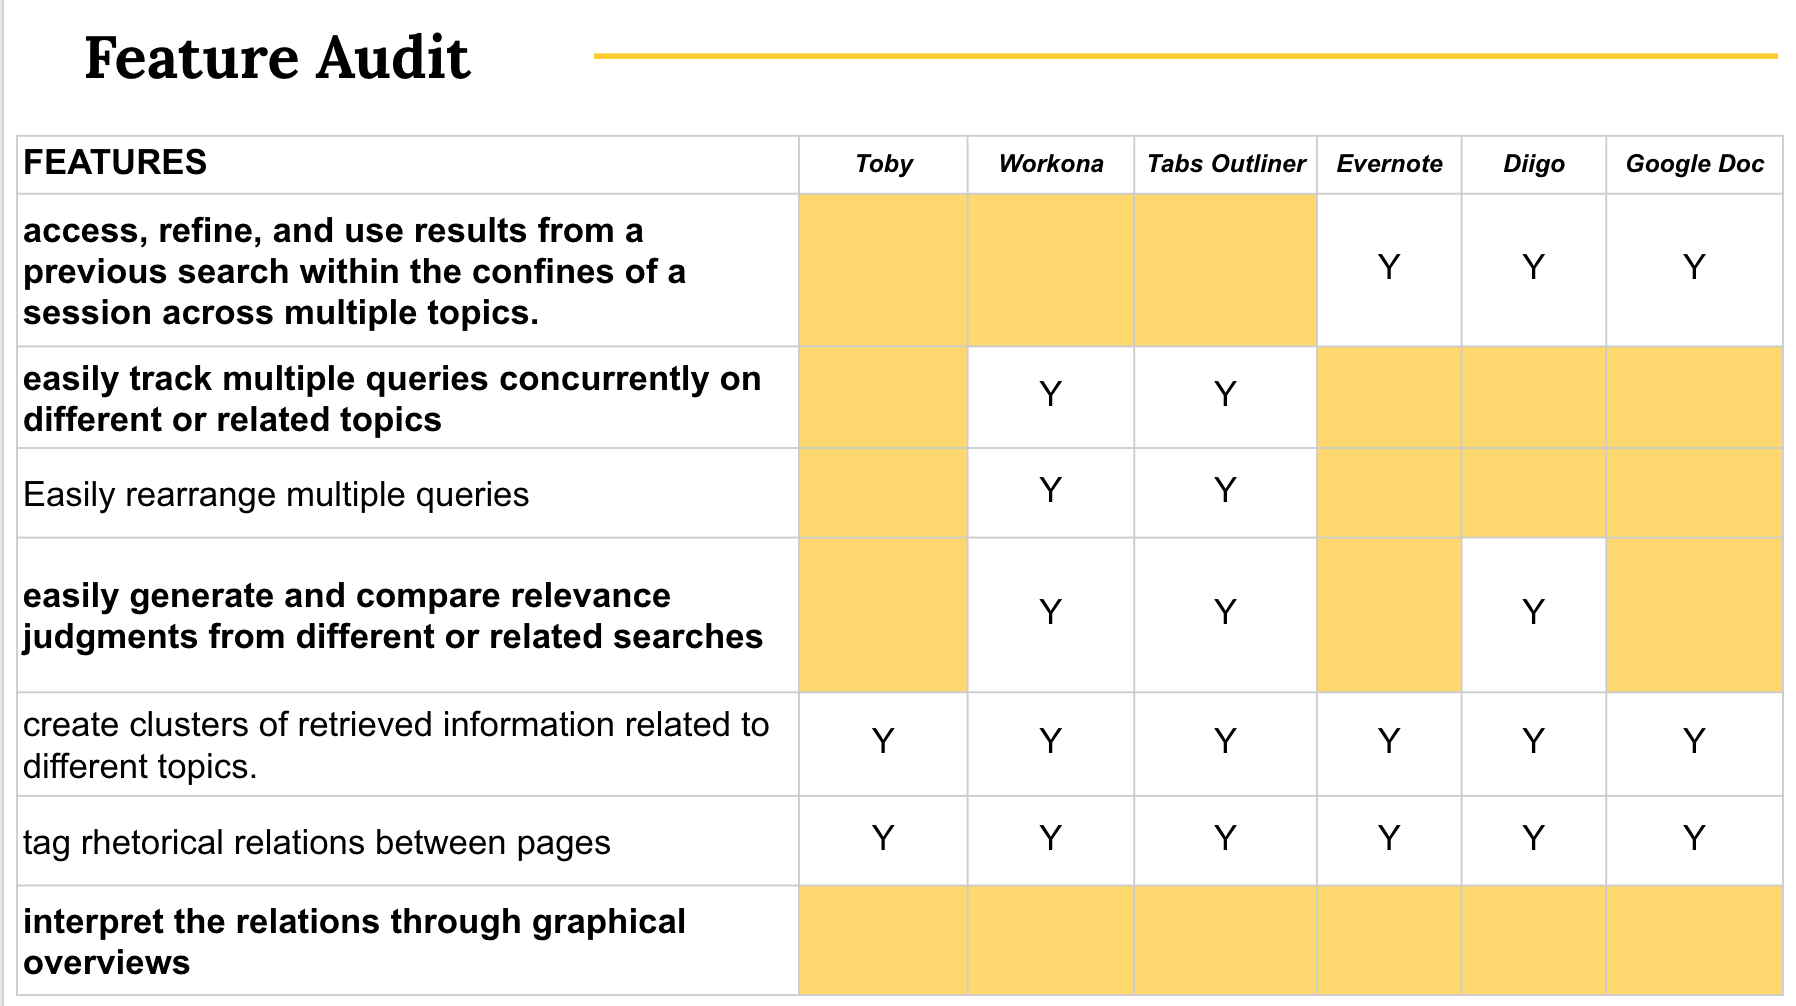 Feature Audit
FEATURES Toby Workona Tabs Outliner Evernote Diigo Google Doc
access, refine, and use results from a
previous search within the confines of a
session across multiple topics.
Y Y Y
easily track multiple queries concurrently on
different or related topics
Y Y
Easily rearrange multiple queries Y Y
easily generate and compare relevance
judgments from different or related searches
Y Y Y
create clusters of retrieved information related to
different topics.
Y Y Y Y Y Y
tag rhetorical relations between pages Y Y Y Y Y Y
interpret the relations through graphical
overviews